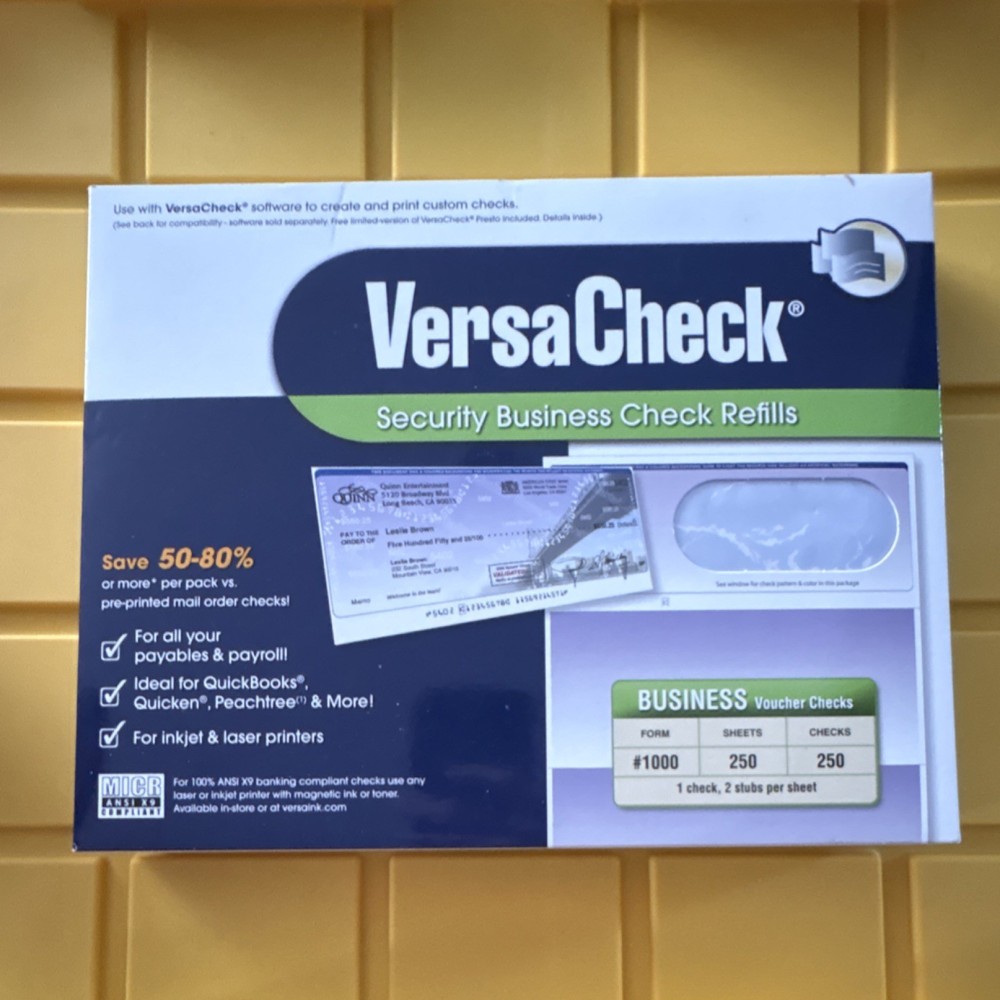 Use with VersaCheck® software to create and print custom checks.
(See back for compatibility - software sold separately. Free limited-version of VersaCheck® Presto included. Details inside.)
VersaCheck®
Security Business Check Refills
QUINN
Quinn Entertainment
5120 Broadway Blvd
Long Beach, CA
PAY TO THE
ORDER OF
Leslie Brown
Five Hundred Fifty and
Leslie Brown
Mountain View, CA
Memo
See window for check pattern & color in this package
Save 50-80%
or more* per pack vs.
pre-printed mail order checks!
For all your
payables & payroll!
Ideal for QuickBooks®,
Quicken®, Peachtree(1) & More!
For inkjet & laser printers
MICR
ANSI X9
COMPLIANT
For 100% ANSI X9 banking compliant checks use any
laser or inkjet printer with magnetic ink or toner.
Available in-store or at versaink.com
BUSINESS Voucher Checks
FORM SHEETS CHECKS
#1000 250 250
1 check, 2 stubs per sheet